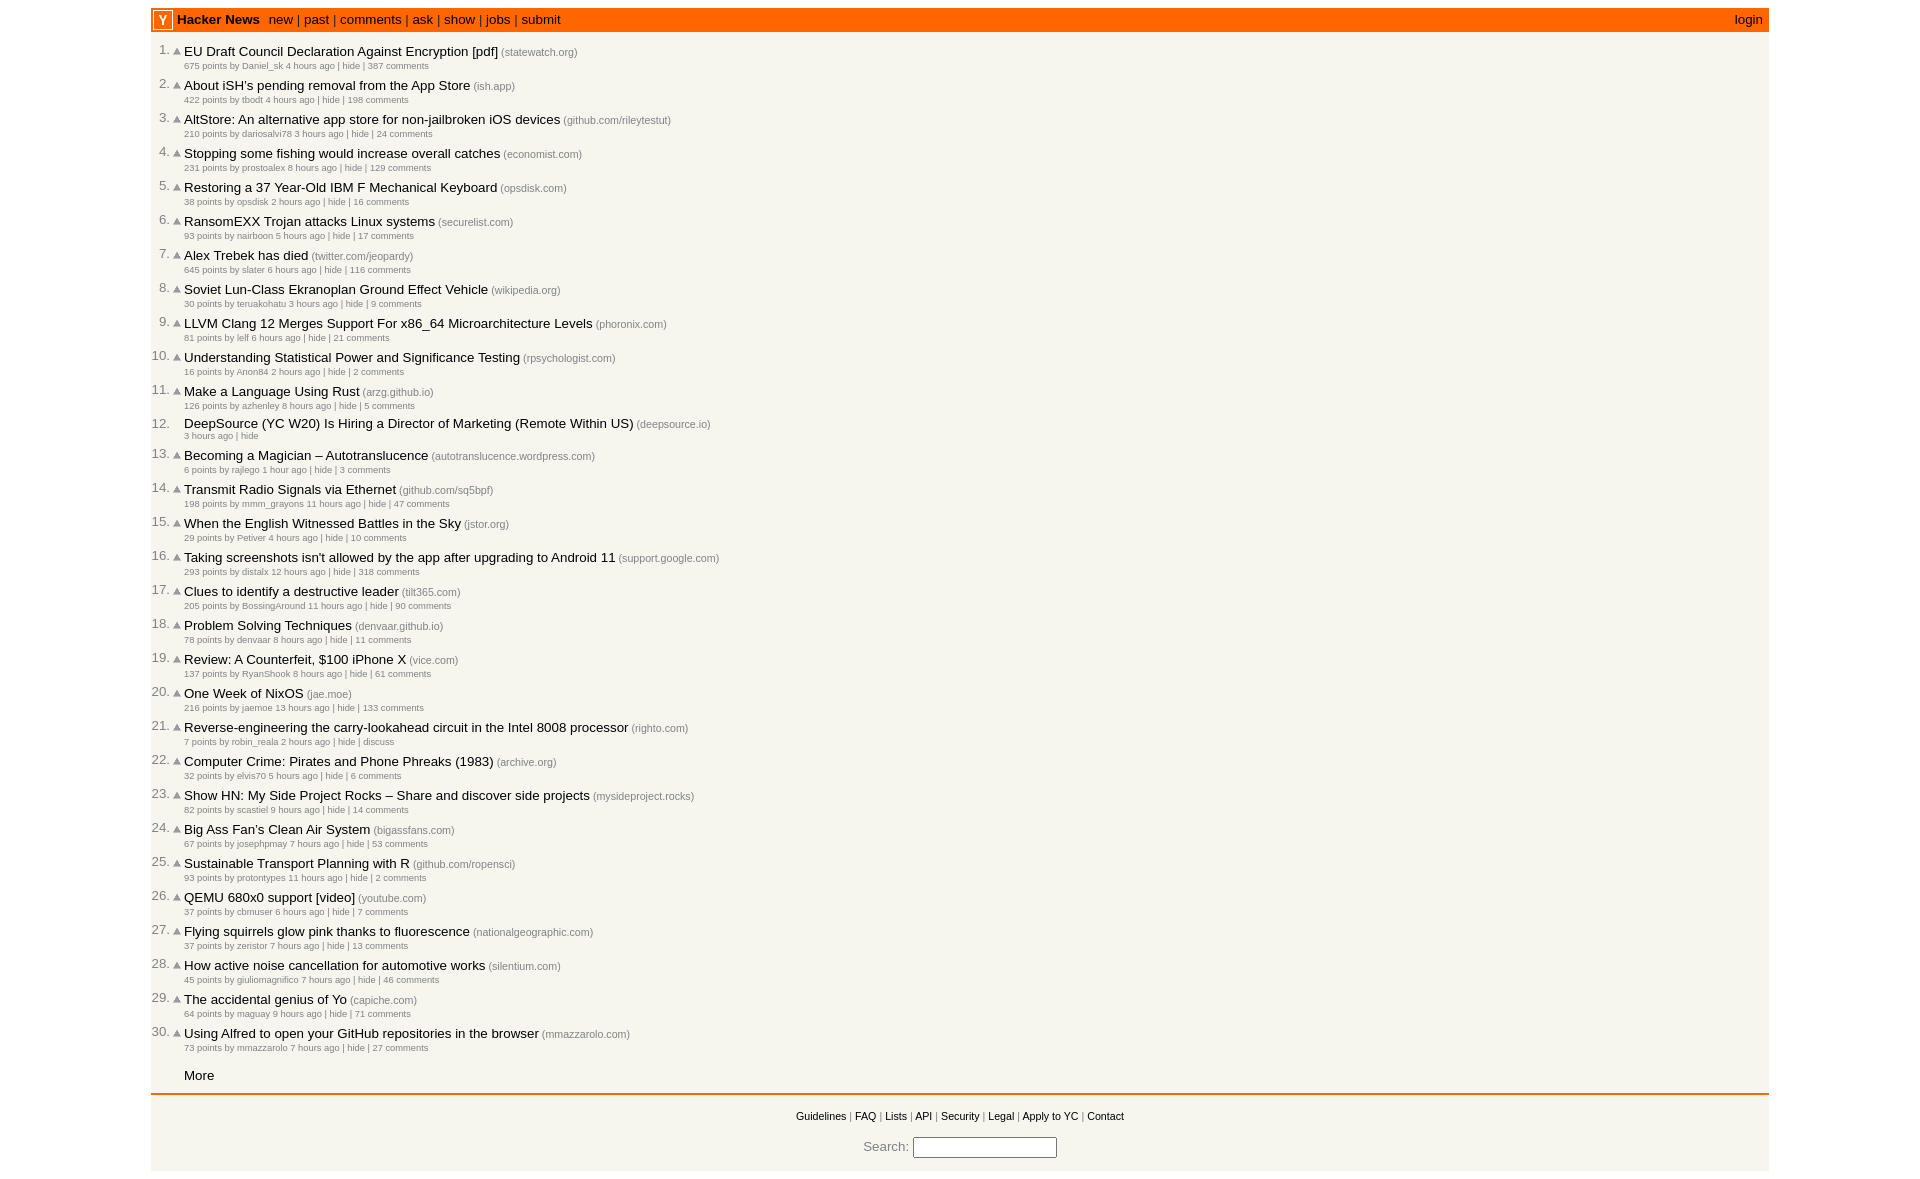 Y Hacker News new | past | comments | ask | show | jobs | submit login
1. EU Draft Council Declaration Against Encryption [pdf] (statewatch.org)
675 points by Daniel_sk 4 hours ago | hide | 387 comments
2. About iSH’s pending removal from the App Store (ish.app)
422 points by tbodt 4 hours ago | hide | 198 comments
3. AltStore: An alternative app store for non-jailbroken iOS devices (github.com/rileytestut)
210 points by dariosalvi78 3 hours ago | hide | 24 comments
4. Stopping some fishing would increase overall catches (economist.com)
231 points by prostoalex 8 hours ago | hide | 129 comments
5. Restoring a 37 Year-Old IBM F Mechanical Keyboard (opsdisk.com)
38 points by opsdisk 2 hours ago | hide | 16 comments
6. RansomEXX Trojan attacks Linux systems (securelist.com)
93 points by nairboon 5 hours ago | hide | 17 comments
7. Alex Trebek has died (twitter.com/jeopardy)
645 points by slater 6 hours ago | hide | 116 comments
8. Soviet Lun-Class Ekranoplan Ground Effect Vehicle (wikipedia.org)
30 points by teruakohatu 3 hours ago | hide | 9 comments
9. LLVM Clang 12 Merges Support For x86_64 Microarchitecture Levels (phoronix.com)
81 points by lelf 6 hours ago | hide | 21 comments
10. Understanding Statistical Power and Significance Testing (rpsychologist.com)
16 points by Anon84 2 hours ago | hide | 2 comments
11. Make a Language Using Rust (arzg.github.io)
126 points by azhenley 8 hours ago | hide | 5 comments
12. DeepSource (YC W20) Is Hiring a Director of Marketing (Remote Within US) (deepsource.io)
3 hours ago | hide
13. Becoming a Magician – Autotranslucence (autotranslucence.wordpress.com)
6 points by rajlego 1 hour ago | hide | 3 comments
14. Transmit Radio Signals via Ethernet (github.com/sq5bpf)
198 points by mmm_grayons 11 hours ago | hide | 47 comments
15. When the English Witnessed Battles in the Sky (jstor.org)
29 points by Petiver 4 hours ago | hide | 10 comments
16. Taking screenshots isn't allowed by the app after upgrading to Android 11 (support.google.com)
293 points by distalx 12 hours ago | hide | 318 comments
17. Clues to identify a destructive leader (tilt365.com)
205 points by BossingAround 11 hours ago | hide | 90 comments
18. Problem Solving Techniques (denvaar.github.io)
78 points by denvaar 8 hours ago | hide | 11 comments
19. Review: A Counterfeit, $100 iPhone X (vice.com)
137 points by RyanShook 8 hours ago | hide | 61 comments
20. One Week of NixOS (jae.moe)
216 points by jaemoe 13 hours ago | hide | 133 comments
21. Reverse-engineering the carry-lookahead circuit in the Intel 8008 processor (righto.com)
7 points by robin_reala 2 hours ago | hide | discuss
22. Computer Crime: Pirates and Phone Phreaks (1983) (archive.org)
32 points by elvis70 5 hours ago | hide | 6 comments
23. Show HN: My Side Project Rocks – Share and discover side projects (mysideproject.rocks)
82 points by scastiel 9 hours ago | hide | 14 comments
24. Big Ass Fan’s Clean Air System (bigassfans.com)
67 points by josephpmay 7 hours ago | hide | 53 comments
25. Sustainable Transport Planning with R (github.com/ropensci)
93 points by protontypes 11 hours ago | hide | 2 comments
26. QEMU 680x0 support [video] (youtube.com)
37 points by cbmuser 6 hours ago | hide | 7 comments
27. Flying squirrels glow pink thanks to fluorescence (nationalgeographic.com)
37 points by zeristor 7 hours ago | hide | 13 comments
28. How active noise cancellation for automotive works (silentium.com)
45 points by giuliomagnifico 7 hours ago | hide | 46 comments
29. The accidental genius of Yo (capiche.com)
64 points by maguay 9 hours ago | hide | 71 comments
30. Using Alfred to open your GitHub repositories in the browser (mmazzarolo.com)
73 points by mmazzarolo 7 hours ago | hide | 27 comments
More
Guidelines | FAQ | Lists | API | Security | Legal | Apply to YC | Contact
Search: